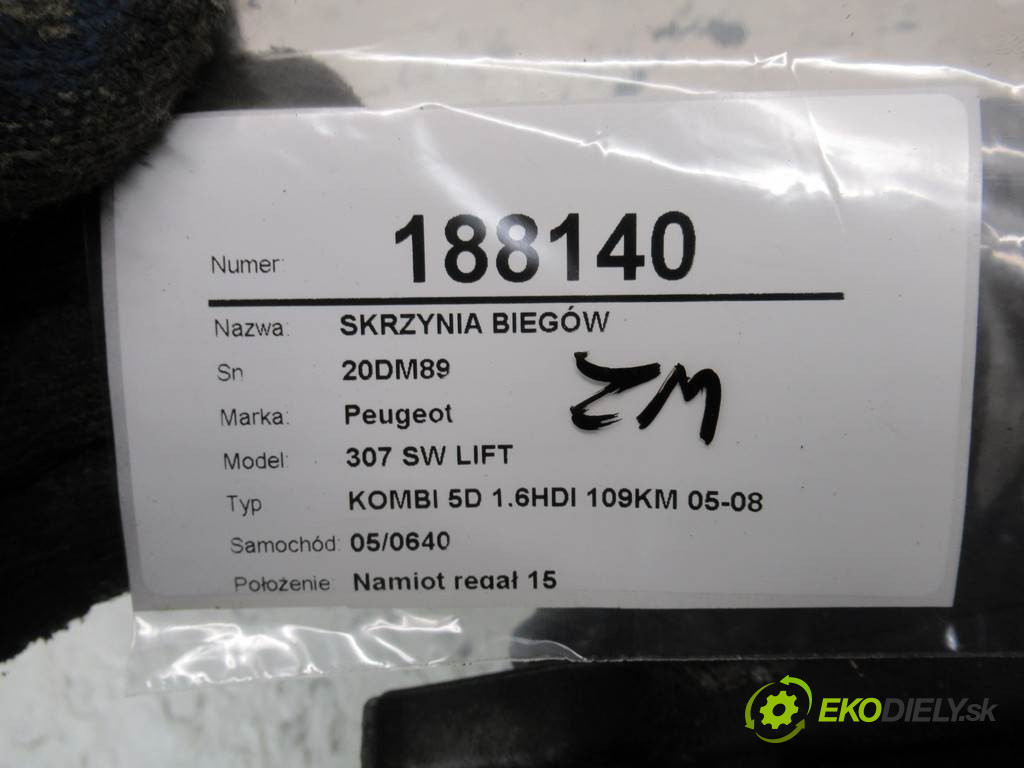 Numer: 188140
Nazwa: SKRZYNIA BIEGÓW
Sn 20DM89
Marka: Peugeot
Model: 307 SW LIFT
Typ KOMBI 5D 1.6HDI 109KM 05-08
Samochód: 05/0640
Położenie: Namiot regał 15
ZM
EKODIELY.sk